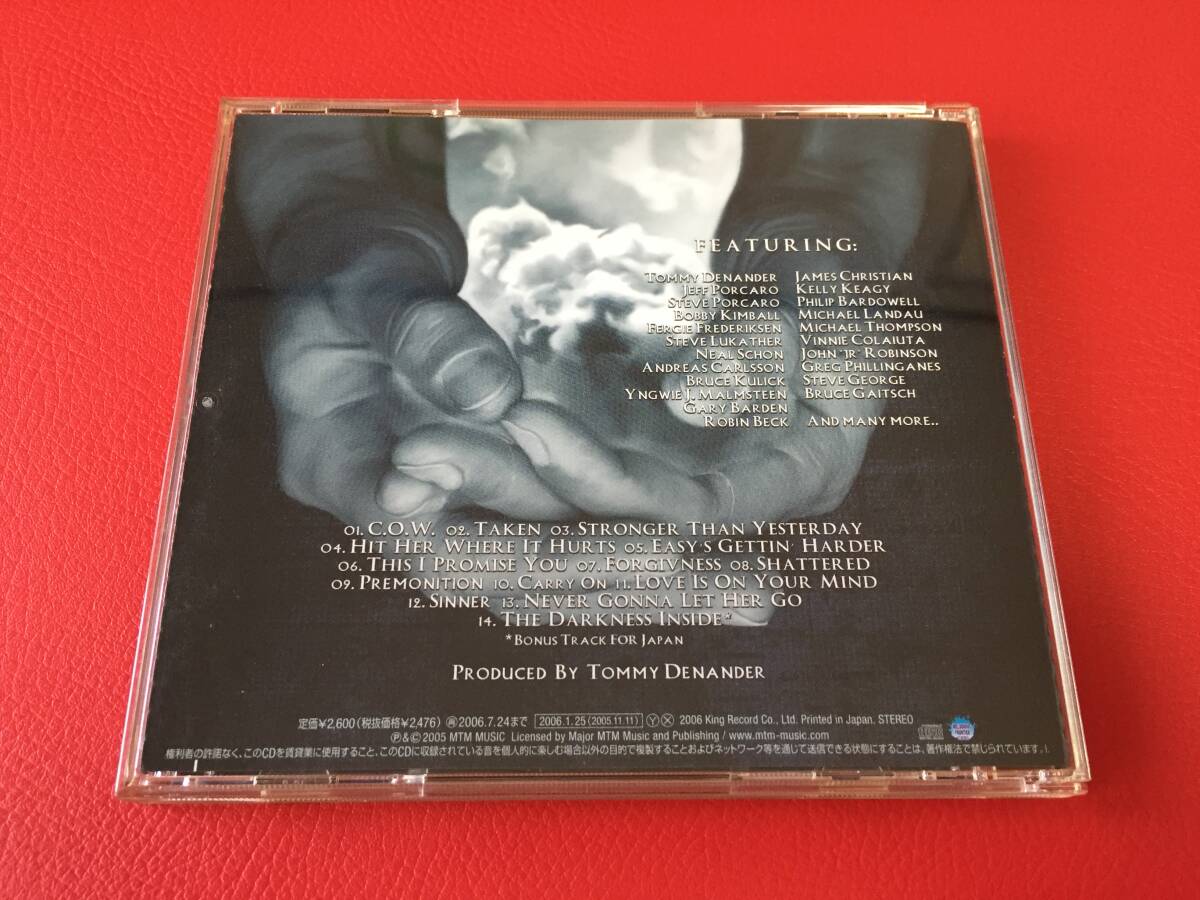 FEATURING:
TOMMY DENANDER JAMES CHRISTIAN
JEFF PORCARO KELLY KEAGY
STEVE PORCARO PHILIP BARDOWELL
BOBBY KIMBALL MICHAEL LANDAU
FERGIE FREDERIKSEN MICHAEL THOMPSON
STEVE LUKATHER VINNIE COLAIUTA
NEAL SCHON JOHN "JR" ROBINSON
ANDREAS CARLSSON GREG PHILLINGANES
BRUCE KULICK STEVE GEORGE
YNGWIE J. MALMSTEEN BRUCE GAITSCH
GARY BARDEN
ROBIN BECK AND MANY MORE..
01. C.O.W. 02. TAKEN 03. STRONGER THAN YESTERDAY
04. HIT HER WHERE IT HURTS 05. EASY'S GETTIN' HARDER
06. THIS I PROMISE YOU 07. FORGIVNESS 08. SHATTERED
09. PREMONITION 10. CARRY ON 11. LOVE IS ON YOUR MIND
12. SINNER 13. NEVER GONNA LET HER GO
14. THE DARKNESS INSIDE*
*BONUS TRACK FOR JAPAN
PRODUCED BY TOMMY DENANDER
定価¥2,600(税抜価格¥2,476) 再2006.7.24まで 2006.1.25(2005.11.11) Y X 2006 King Record Co., Ltd. Printed in Japan. STEREO
℗&©2005 MTM MUSIC Licensed by Major MTM Music and Publishing / www.mtm-music.com
権利者の許諾なく、このCDを賃貸業に使用すること、このCDに収録されている音を個人的に楽しむ場合以外の目的で複製することおよびネットワーク等を通じて送信できる状態にすることは、著作権法で禁じられています。